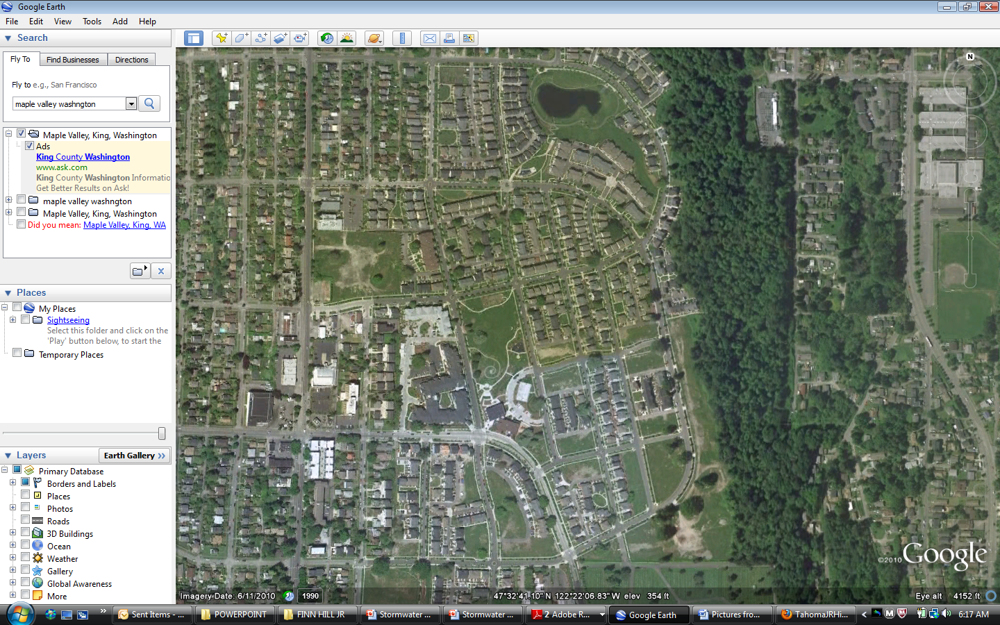 Google Earth
File Edit View Tools Add Help
Search
Fly To Find Businesses Directions
Fly to e.g., San Francisco
maple valley washngton
Maple Valley, King, Washington
Ads
King County Washington
www.ask.com
King County Washington Informatio
Get Better Results on Ask!
maple valley washngton
Maple Valley, King, Washington
Did you mean: Maple Valley, King, WA
Places
My Places
Sightseeing
Select this folder and click on the
'Play' button below, to start the
Temporary Places
Layers Earth Gallery »
Primary Database
Borders and Labels
Places
Photos
Roads
3D Buildings
Ocean
Weather
Gallery
Global Awareness
More
N
©2010 Google
Imagery Date: 6/11/2010 1990 47°32'41.10" N 122°22'06.83" W elev 354 ft Eye alt 4152 ft
» Sent Items - ... POWERPOINT FINN HILL JR Stormwater ... Stormwater ... 2 Adobe R... Google Earth Pictures fro... TahomaJRHi... < 6:17 AM